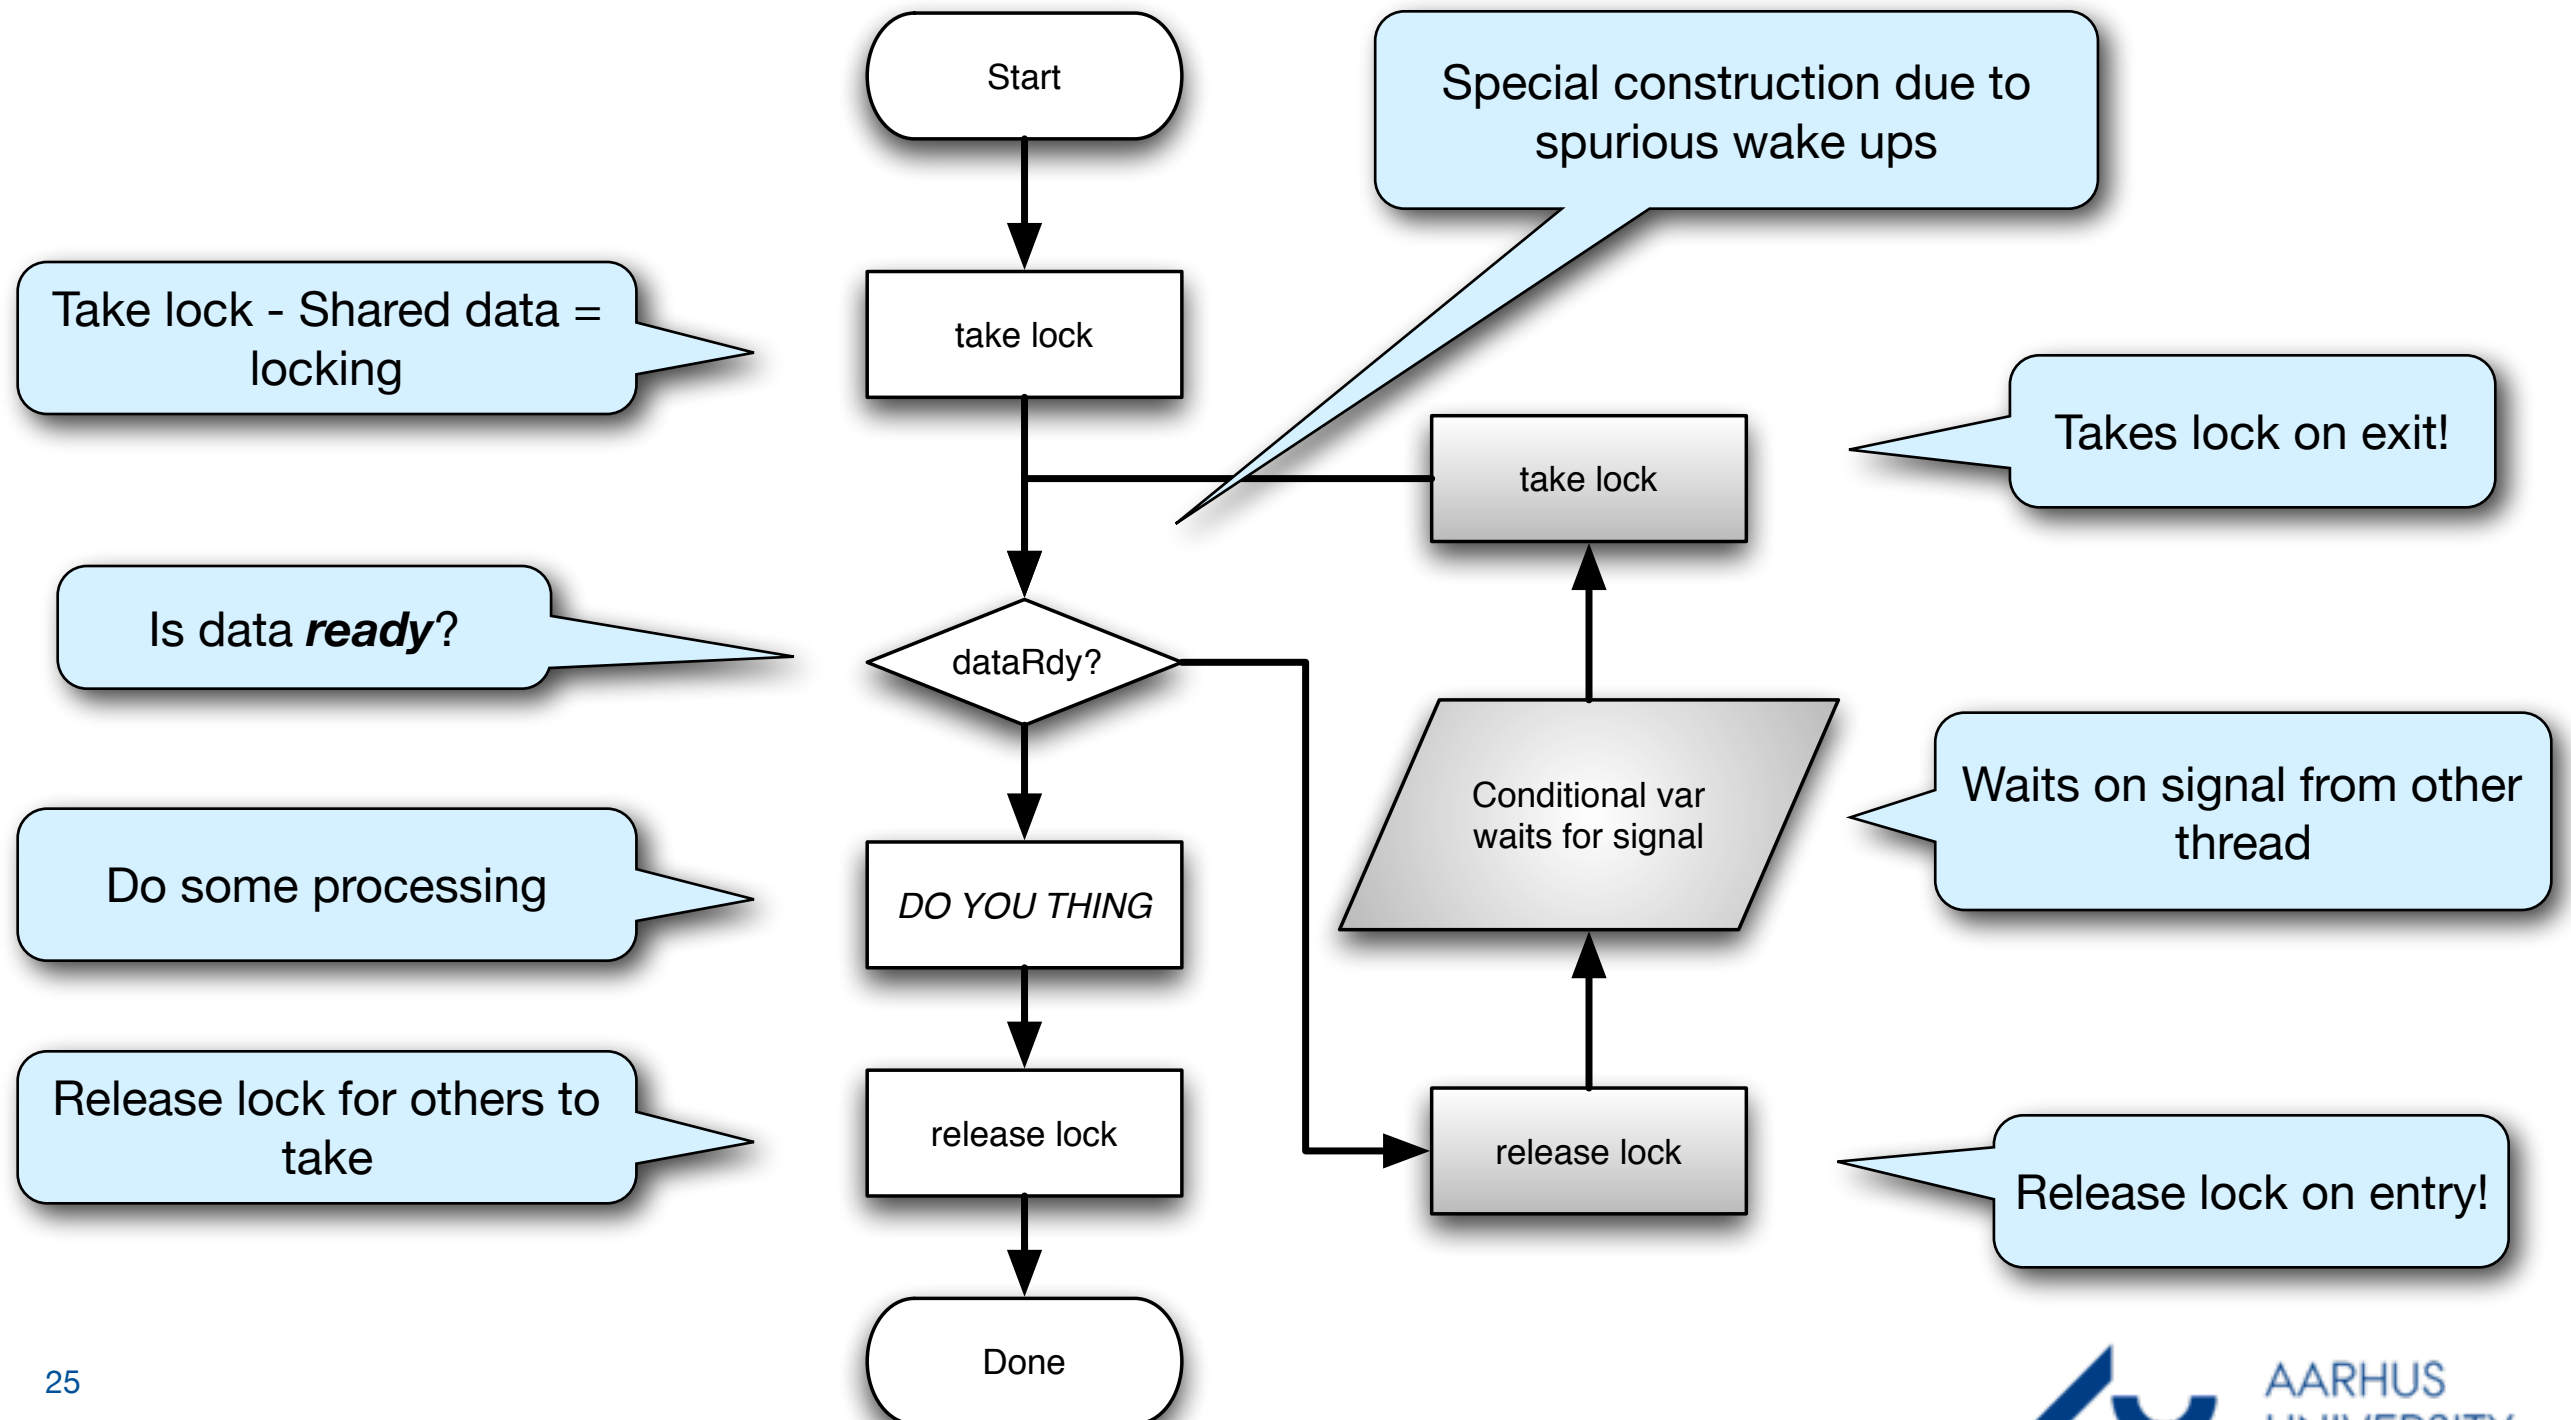 Start
Special construction due to
spurious wake ups
Take lock - Shared data =
locking
take lock
Takes lock on exit!
take lock
Is data ready?
dataRdy?
Waits on signal from other
thread
Conditional var
waits for signal
Do some processing
DO YOU THING
Release lock for others to
take
release lock
release lock
Release lock on entry!
Done
25
AARHUS
UNIVERSITY